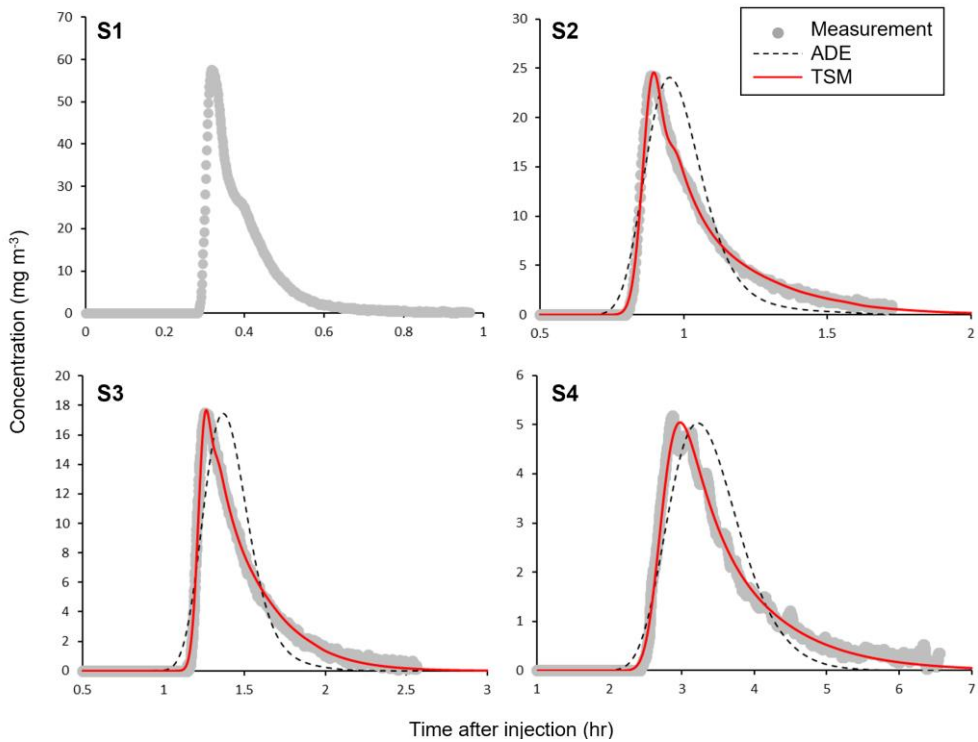 S1
70
60
50
40
30
20
10
0
0 0.2 0.4 0.6 0.8 1
S2
30
25
20
15
10
5
0
0.5 1 1.5 2
Measurement
ADE
TSM
Concentration (mg m⁻³)
S3
20
18
16
14
12
10
8
6
4
2
0
0.5 1 1.5 2 2.5 3
S4
6
5
4
3
2
1
0
1 2 3 4 5 6 7
Time after injection (hr)